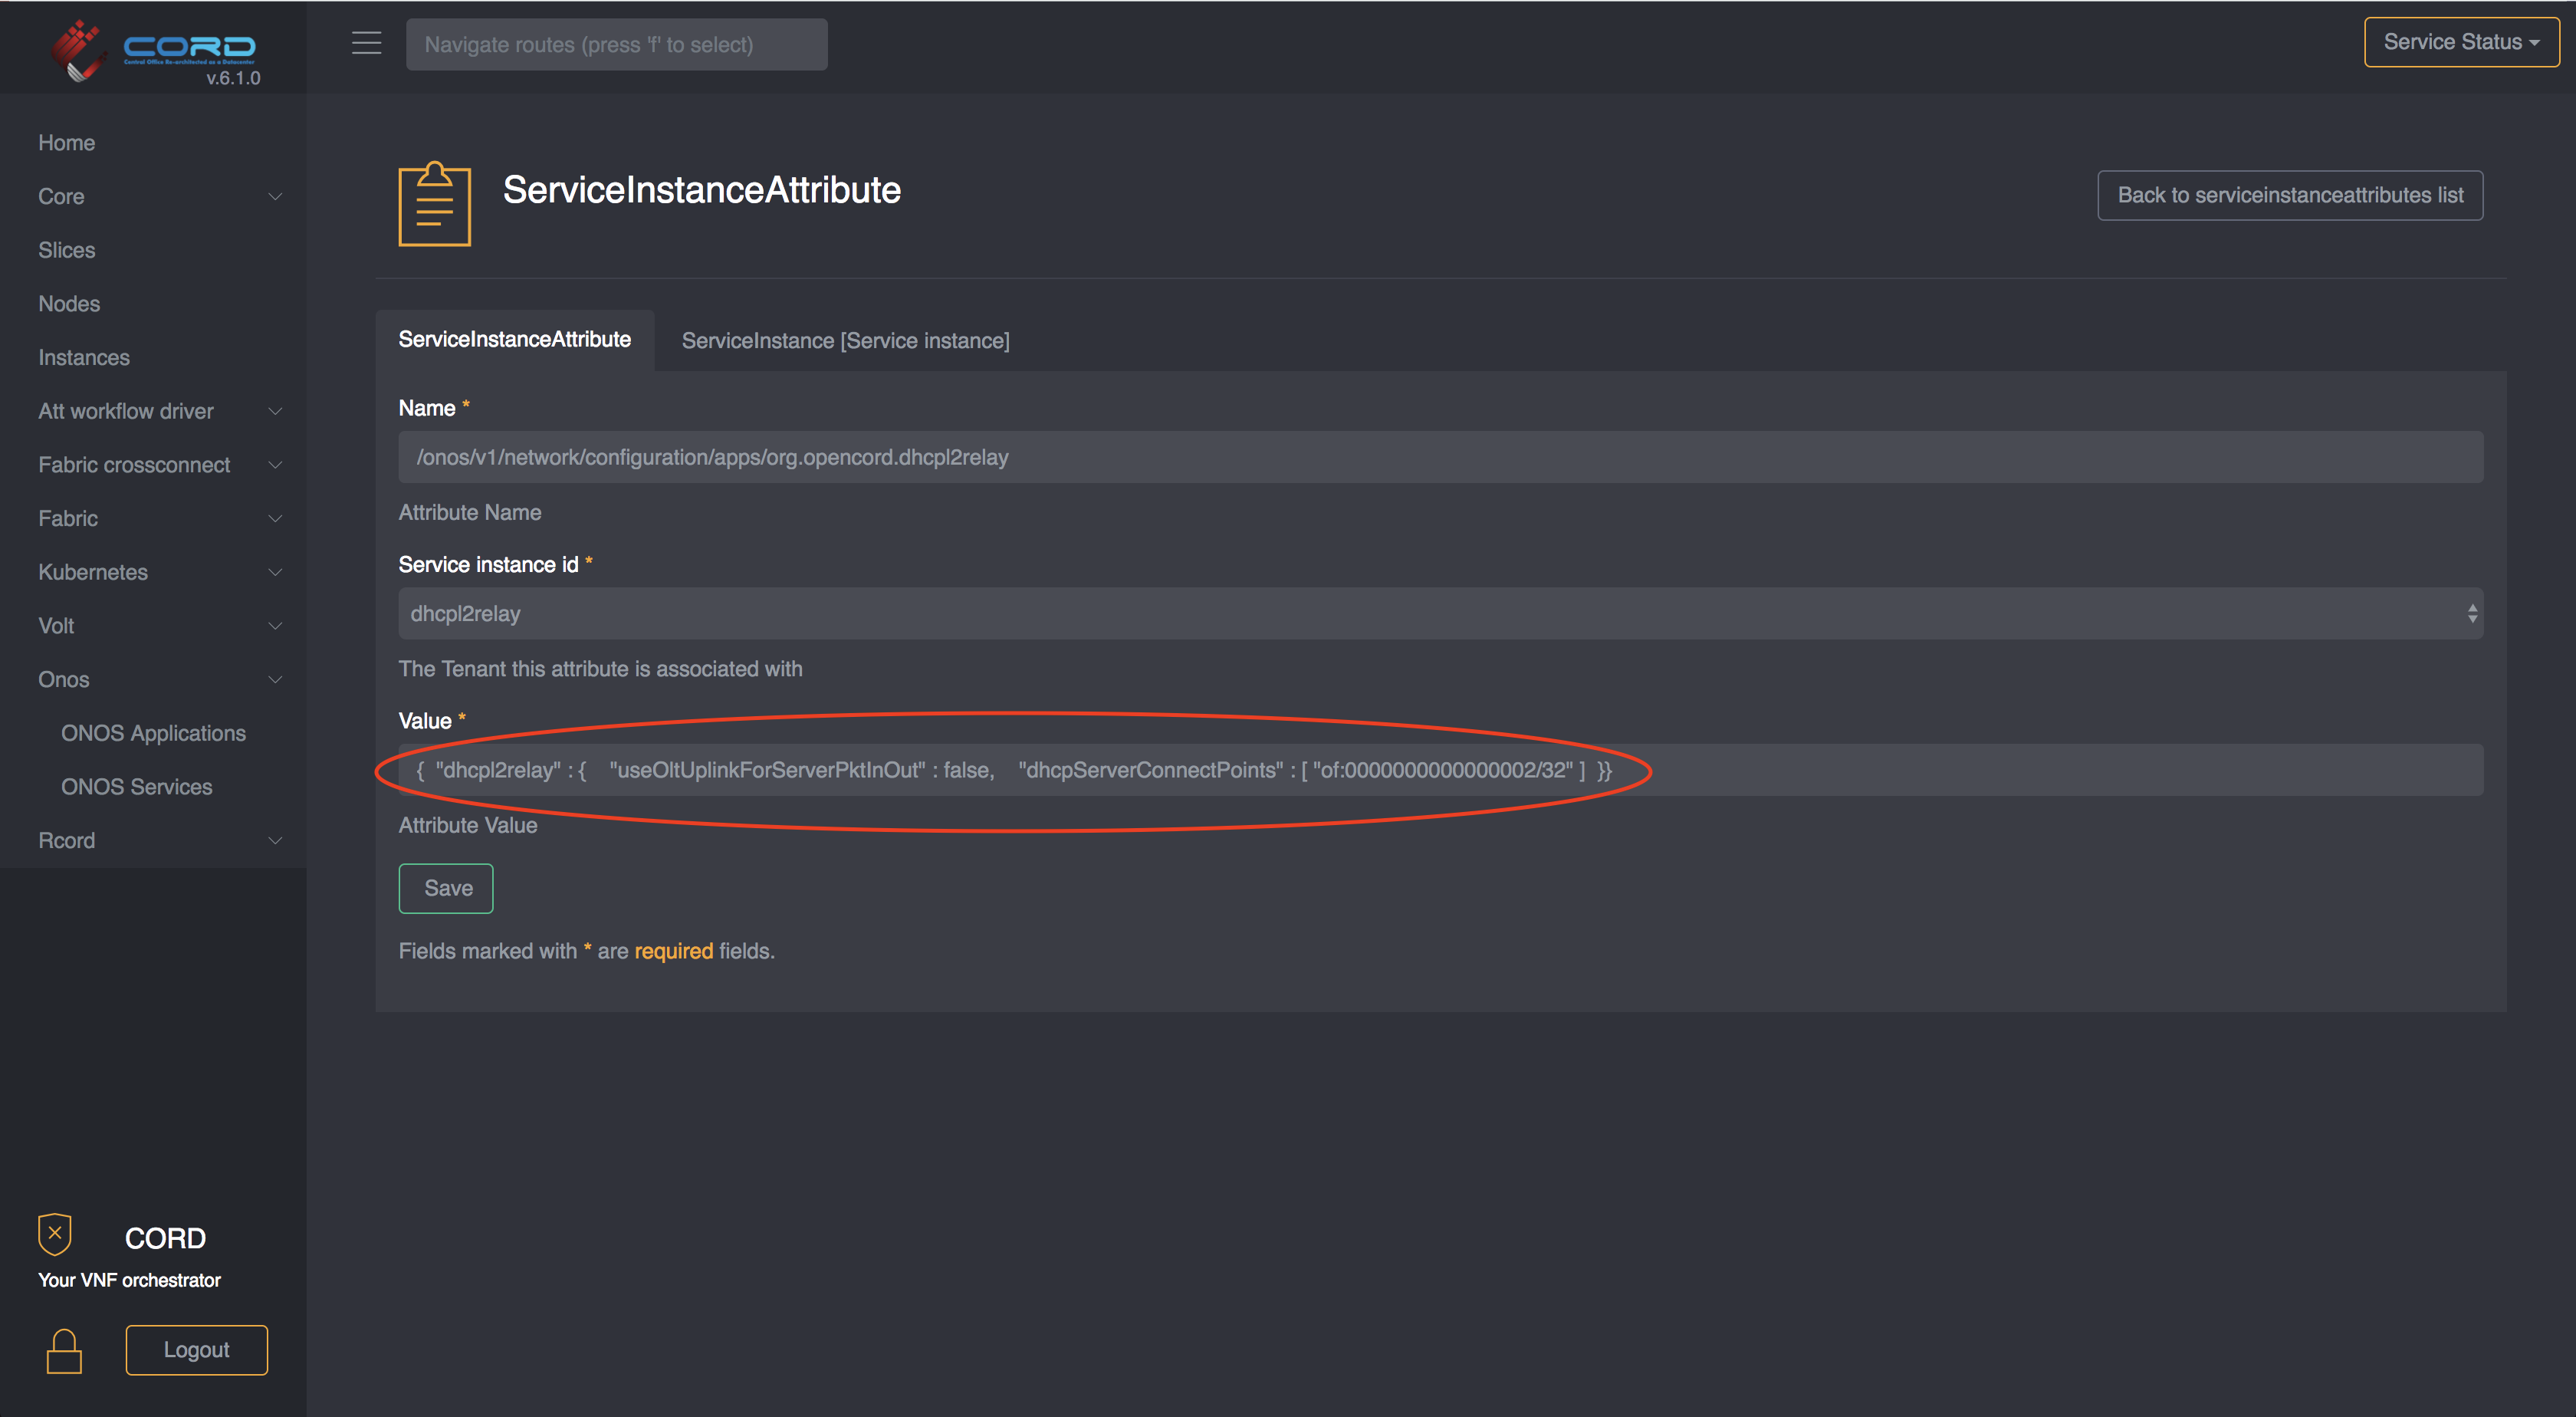 CORD
Central Office Re-architected as a Datacenter
v.6.1.0
Navigate routes (press 'f' to select)
Service Status
Home
Core
Slices
Nodes
Instances
Att workflow driver
Fabric crossconnect
Fabric
Kubernetes
Volt
Onos
ONOS Applications
ONOS Services
Rcord
CORD
Your VNF orchestrator
Logout
ServiceInstanceAttribute
Back to serviceinstanceattributes list
ServiceInstanceAttribute
ServiceInstance [Service instance]
Name *
/onos/v1/network/configuration/apps/org.opencord.dhcpl2relay
Attribute Name
Service instance id *
dhcpl2relay
The Tenant this attribute is associated with
Value *
{ "dhcpl2relay" : { "useOltUplinkForServerPktInOut" : false, "dhcpServerConnectPoints" : [ "of:0000000000000002/32" ] }}
Attribute Value
Save
Fields marked with * are required fields.